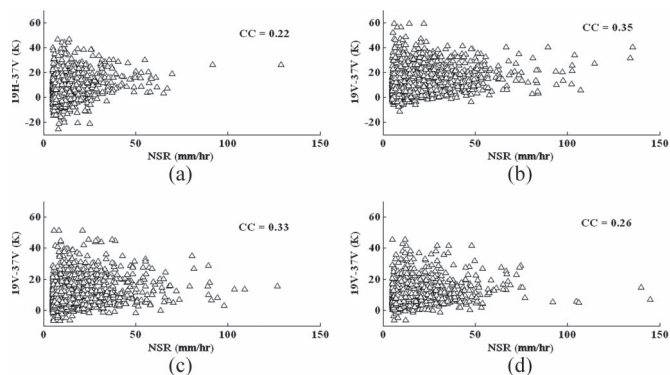 60
40
20
0
-20
19H-37V (K)
CC = 0.22
0 50 100 150
NSR (mm/hr)
(a)
60
40
20
0
-20
19V-37V (K)
CC = 0.35
0 50 100 150
NSR (mm/hr)
(b)
60
40
20
0
19V-37V (K)
CC = 0.33
0 50 100 150
NSR (mm/hr)
(c)
60
40
20
0
19V-37V (K)
CC = 0.26
0 50 100 150
NSR (mm/hr)
(d)